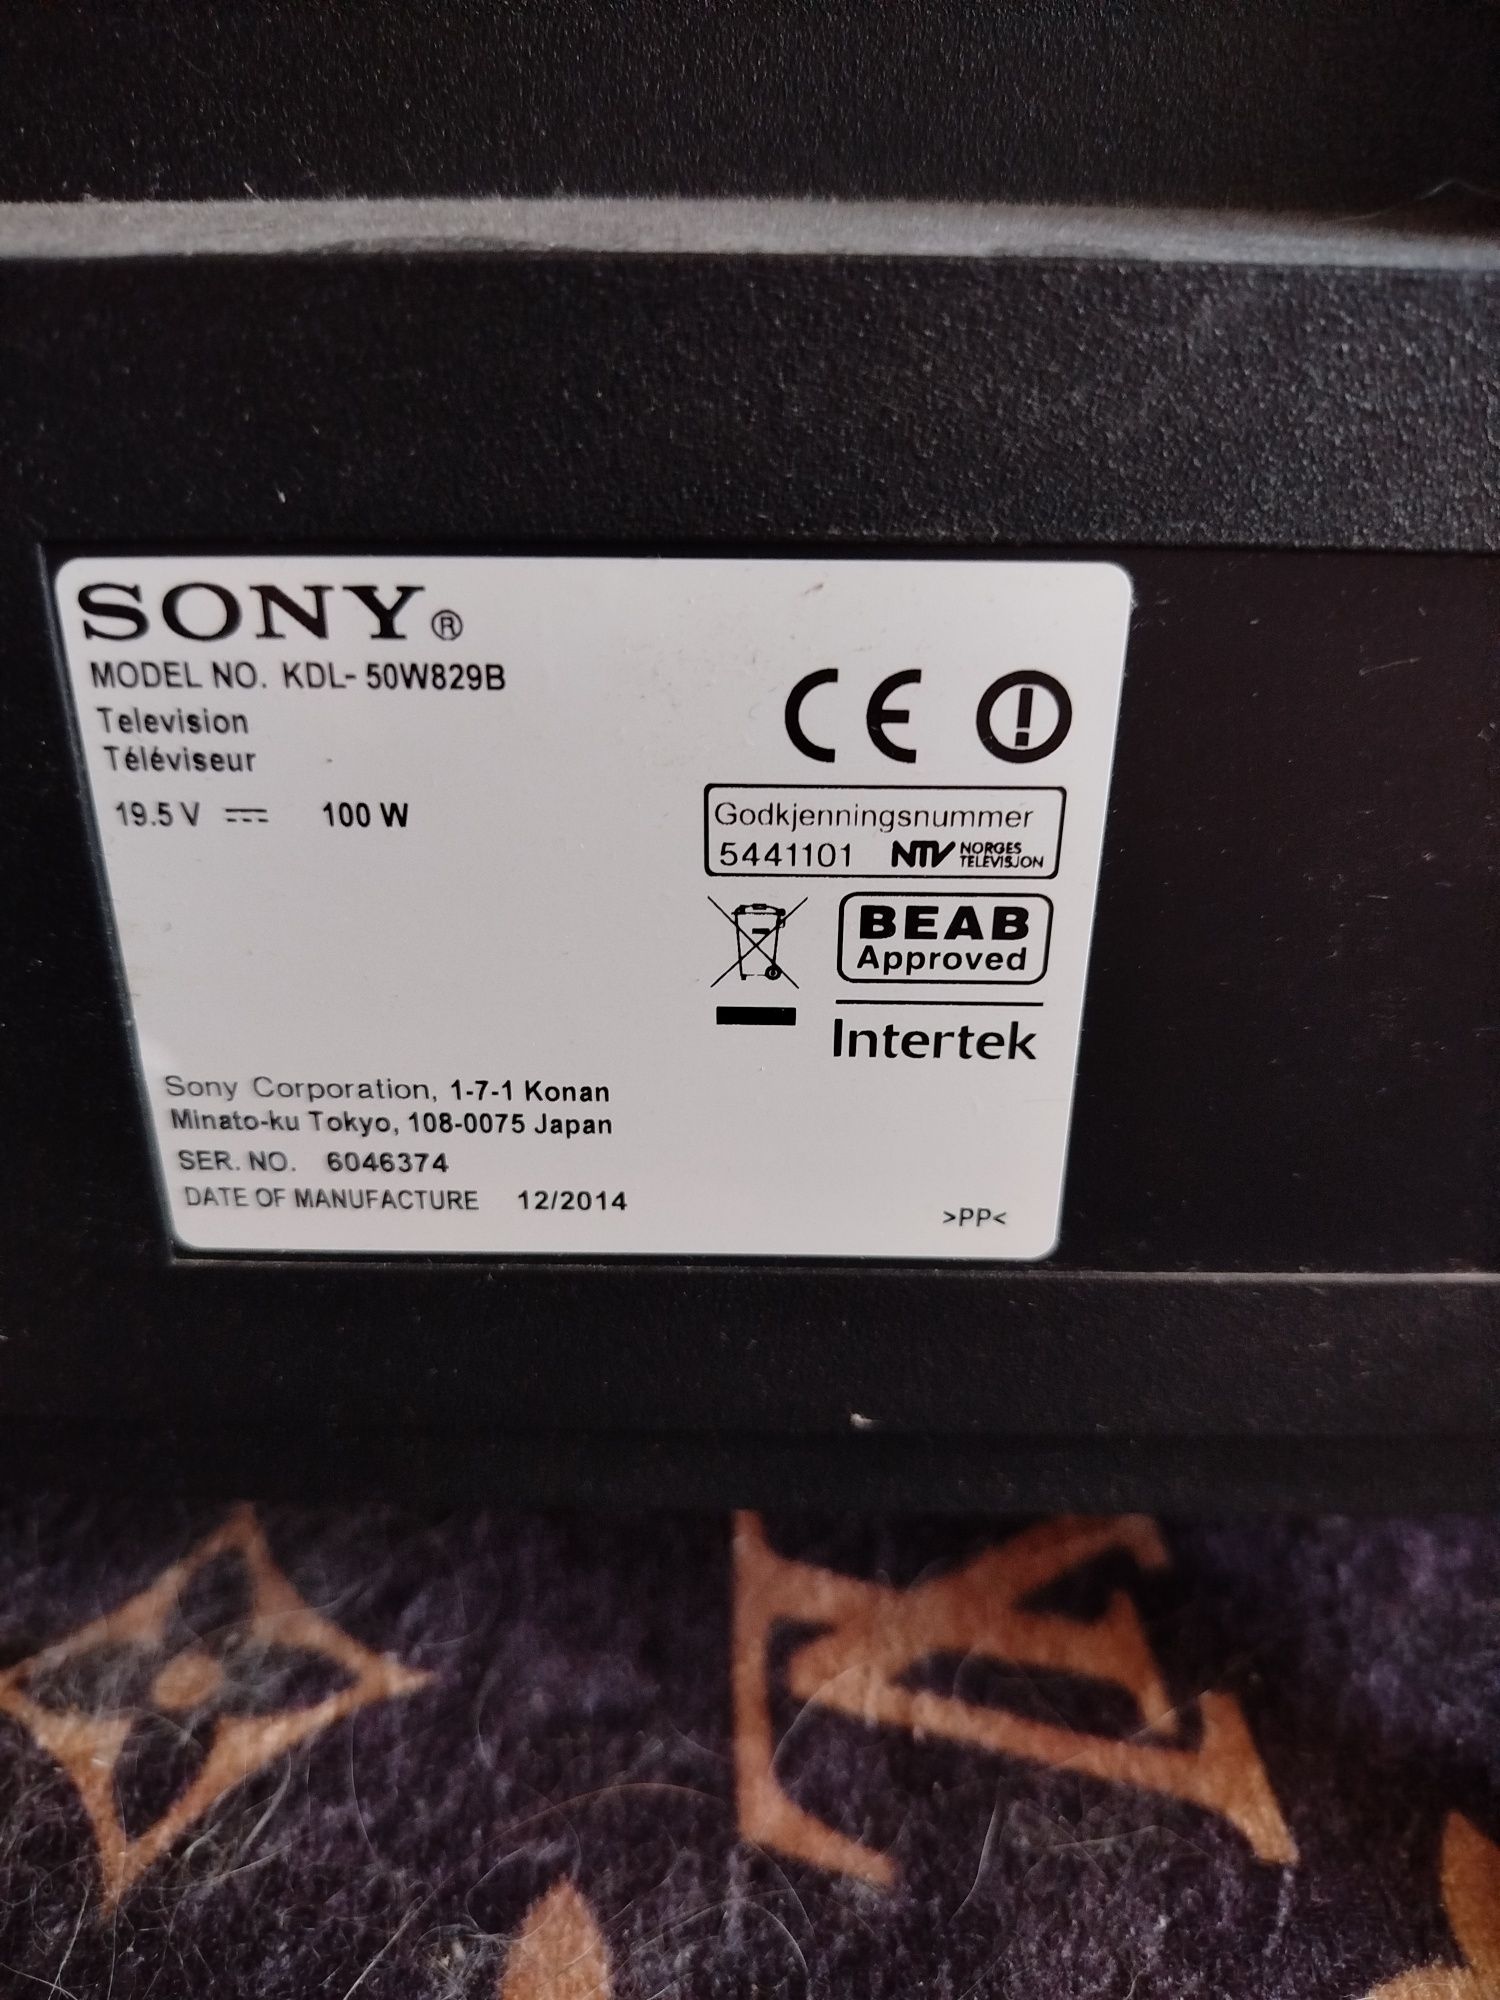 SONY®
MODEL NO. KDL-50W829B
Television
Téléviseur
19.5 V ⎓ 100 W
CE
Godkjenningsnummer
5441101 NTV NORGES TELEVISJON
BEAB
Approved
Intertek
Sony Corporation, 1-7-1 Konan
Minato-ku Tokyo, 108-0075 Japan
SER. NO. 6046374
DATE OF MANUFACTURE 12/2014
>PP<